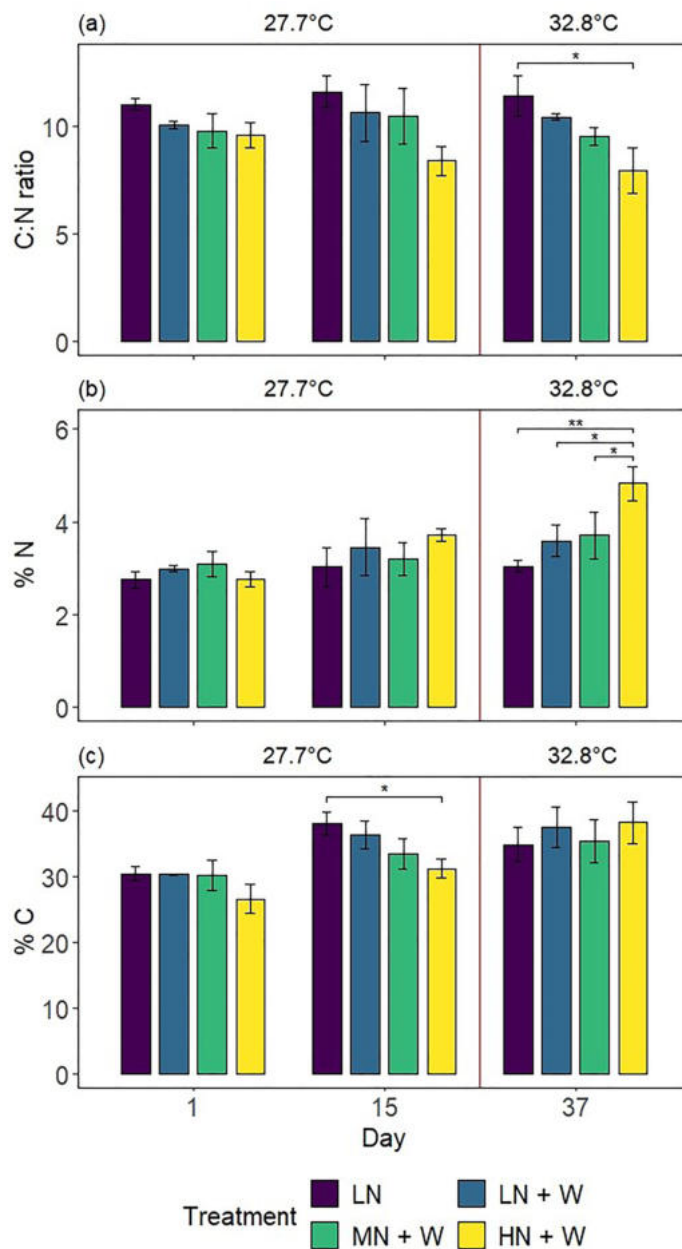 (a) 27.7°C 32.8°C
*
10
5
0
C:N ratio
(b) 27.7°C 32.8°C
**
*
*
6
4
2
0
% N
(c) 27.7°C 32.8°C
*
40
30
20
10
0
% C
1 15 37
Day
Treatment
LN LN + W
MN + W HN + W